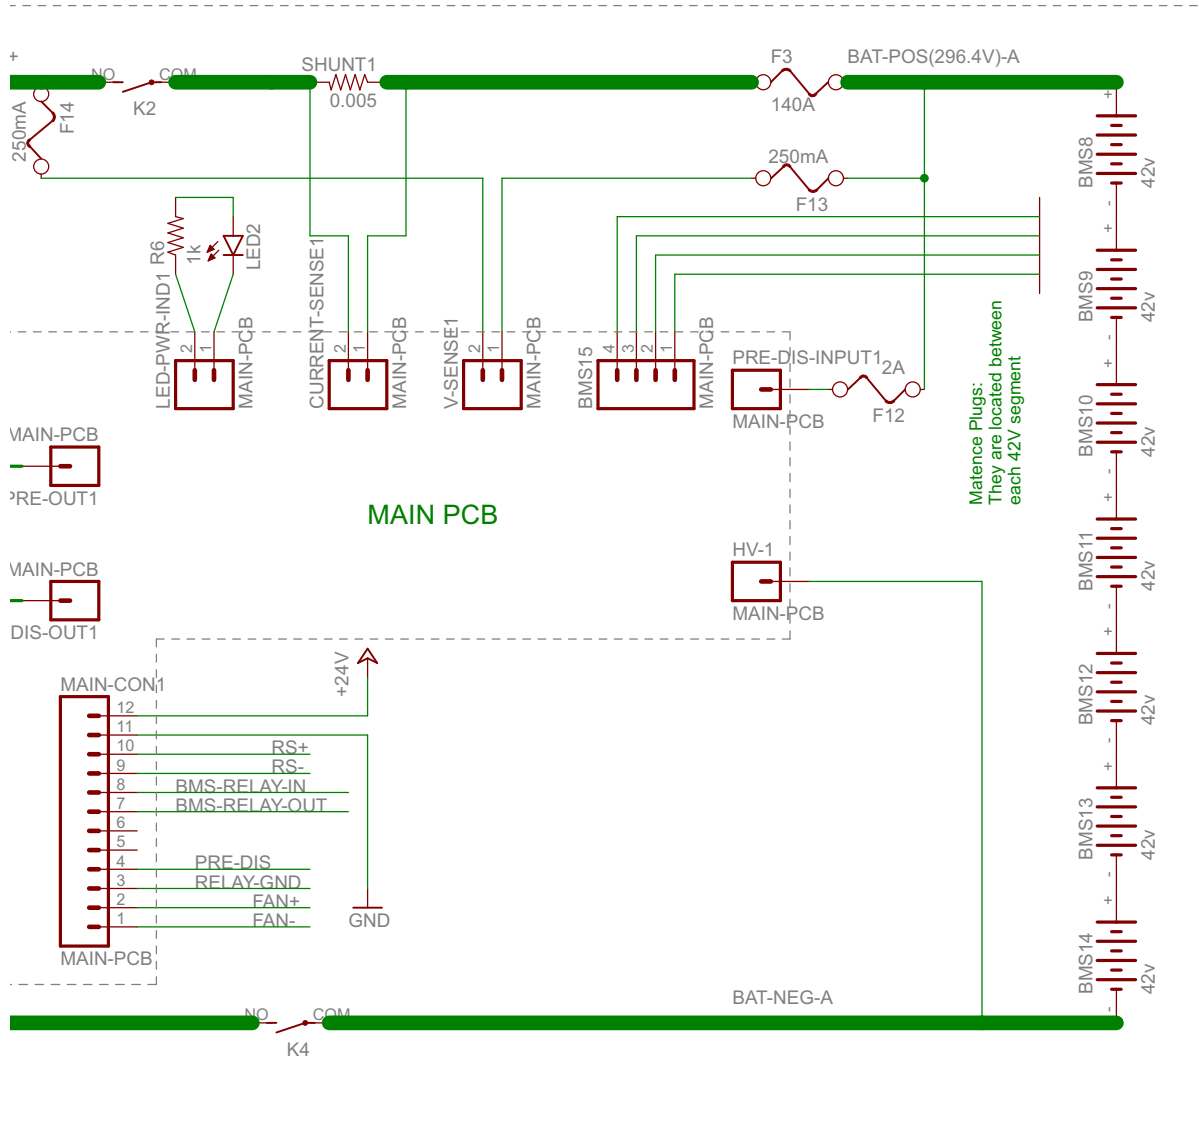 +
NO
COM
K2
SHUNT1
0.005
F3
140A
BAT-POS(296.4V)-A
250mA
F14
250mA
F13
R6
1k
LED2
LED-PWR-IND1
2
1
MAIN-PCB
CURRENT-SENSE1
2
1
MAIN-PCB
V-SENSE1
2
1
MAIN-PCB
BMS15
4
3
2
1
MAIN-PCB
PRE-DIS-INPUT1
MAIN-PCB
2A
F12
Matence Plugs:
They are located between
each 42V segment
+
BMS8
42v
-
+
BMS9
42v
-
+
BMS10
42v
-
+
BMS11
42v
-
+
BMS12
42v
-
+
BMS13
42v
-
+
BMS14
42v
-
MAIN-PCB
PRE-OUT1
MAIN PCB
MAIN-PCB
DIS-OUT1
HV-1
MAIN-PCB
+24V
MAIN-CON1
12
11
10
RS+
9
RS-
8
BMS-RELAY-IN
7
BMS-RELAY-OUT
6
5
4
PRE-DIS
3
RELAY-GND
2
FAN+
1
FAN-
MAIN-PCB
GND
BAT-NEG-A
NO
COM
K4